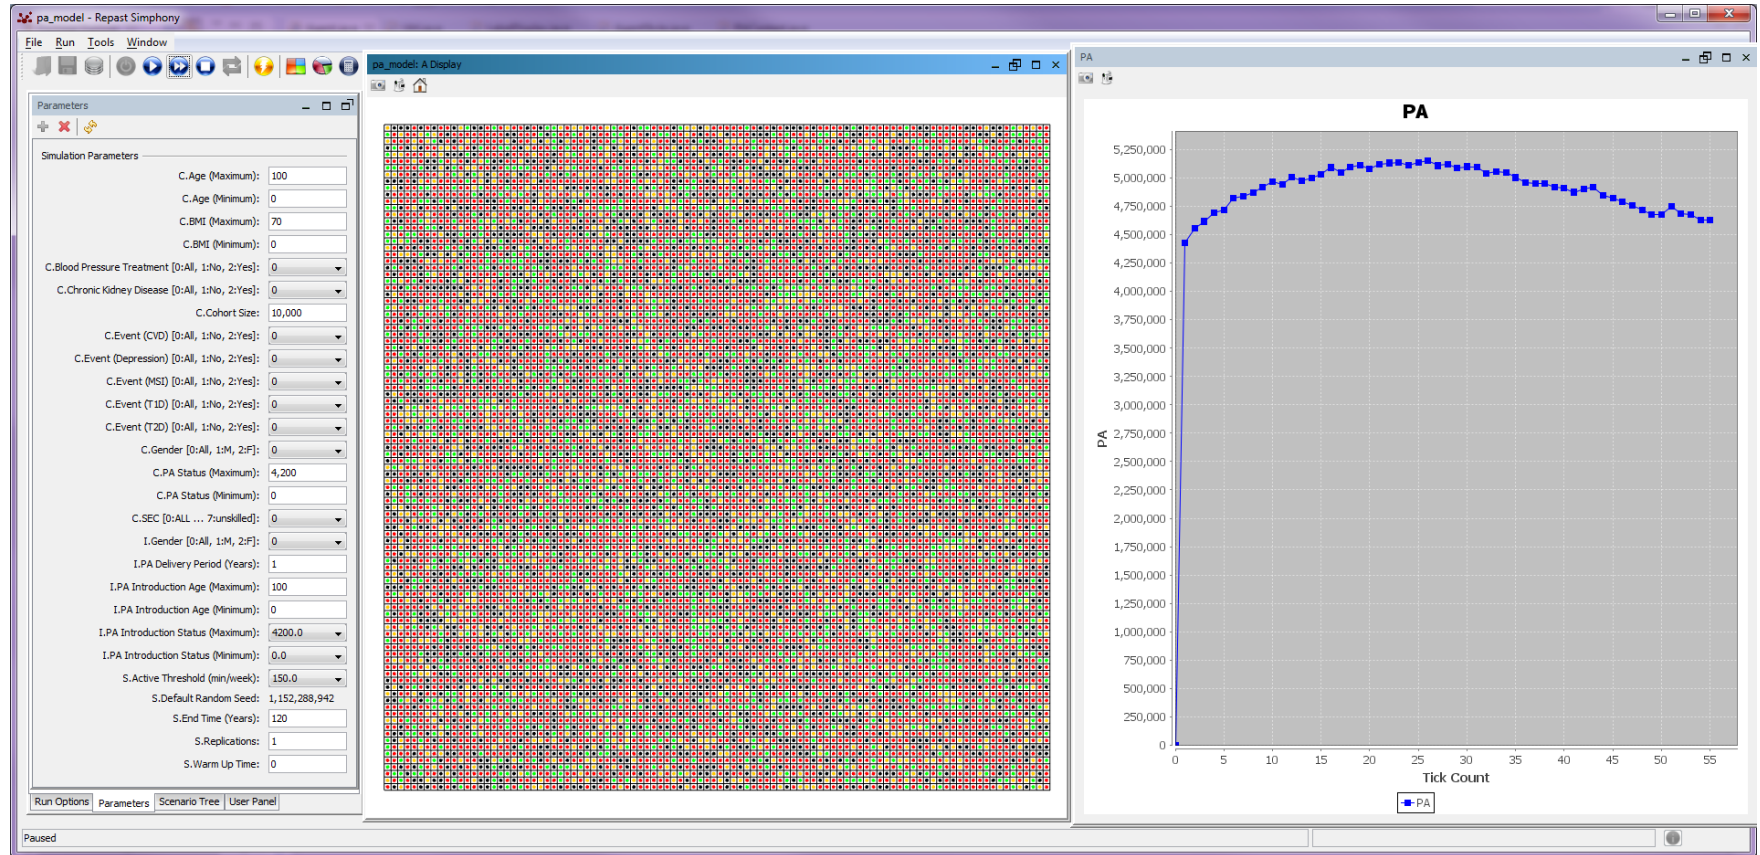 pa_model - Repast Simphony
File Run Tools Window
Parameters
Simulation Parameters
C.Age (Maximum): 100
C.Age (Minimum): 0
C.BMI (Maximum): 70
C.BMI (Minimum): 0
C.Blood Pressure Treatment [0:All, 1:No, 2:Yes]: 0
C.Chronic Kidney Disease [0:All, 1:No, 2:Yes]: 0
C.Cohort Size: 10,000
C.Event (CVD) [0:All, 1:No, 2:Yes]: 0
C.Event (Depression) [0:All, 1:No, 2:Yes]: 0
C.Event (MSI) [0:All, 1:No, 2:Yes]: 0
C.Event (T1D) [0:All, 1:No, 2:Yes]: 0
C.Event (T2D) [0:All, 1:No, 2:Yes]: 0
C.Gender [0:All, 1:M, 2:F]: 0
C.PA Status (Maximum): 4,200
C.PA Status (Minimum): 0
C.SEC [0:ALL ... 7:unskilled]: 0
I.Gender [0:All, 1:M, 2:F]: 0
I.PA Delivery Period (Years): 1
I.PA Introduction Age (Maximum): 100
I.PA Introduction Age (Minimum): 0
I.PA Introduction Status (Maximum): 4200.0
I.PA Introduction Status (Minimum): 0.0
S.Active Threshold (min/week): 150.0
S.Default Random Seed: 1,152,288,942
S.End Time (Years): 120
S.Replications: 1
S.Warm Up Time: 0
Run Options Parameters Scenario Tree User Panel
Paused
pa_model: A Display
PA
PA
5,250,000
5,000,000
4,750,000
4,500,000
4,250,000
4,000,000
3,750,000
3,500,000
3,250,000
3,000,000
2,750,000
2,500,000
2,250,000
2,000,000
1,750,000
1,500,000
1,250,000
1,000,000
750,000
500,000
250,000
0
PA
0 5 10 15 20 25 30 35 40 45 50 55
Tick Count
PA